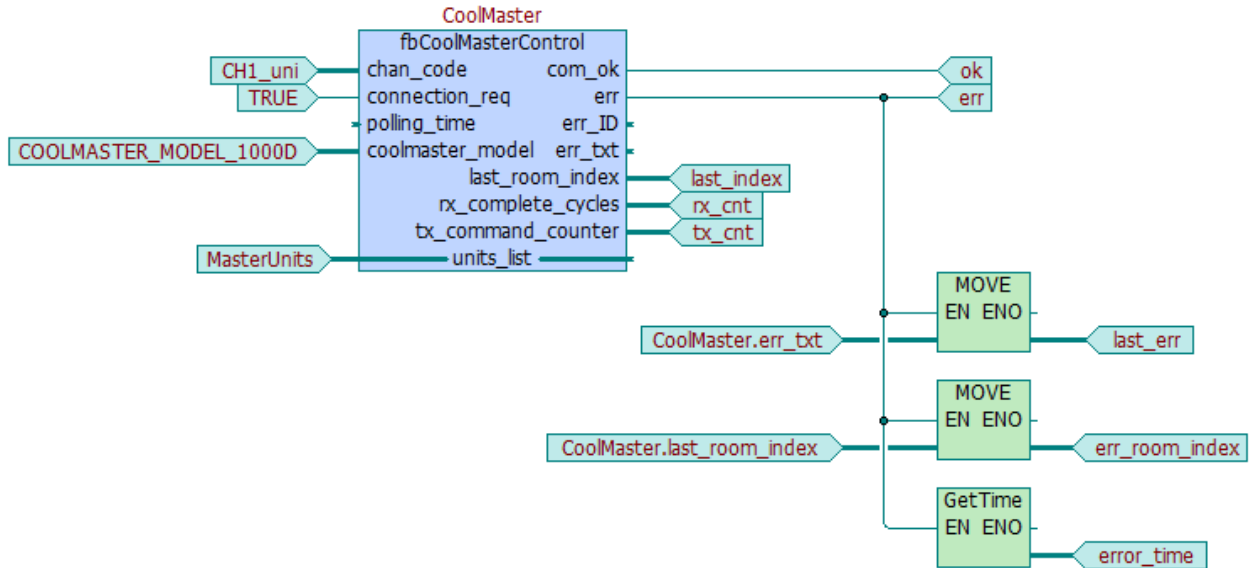 CoolMaster
fbCoolMasterControl
CH1_uni chan_code com_ok ok
TRUE connection_req err err
polling_time err_ID
COOLMASTER_MODEL_1000D coolmaster_model err_txt
last_room_index last_index
rx_complete_cycles rx_cnt
tx_command_counter tx_cnt
MasterUnits units_list
MOVE
EN ENO
CoolMaster.err_txt last_err
MOVE
EN ENO
CoolMaster.last_room_index err_room_index
GetTime
EN ENO
error_time